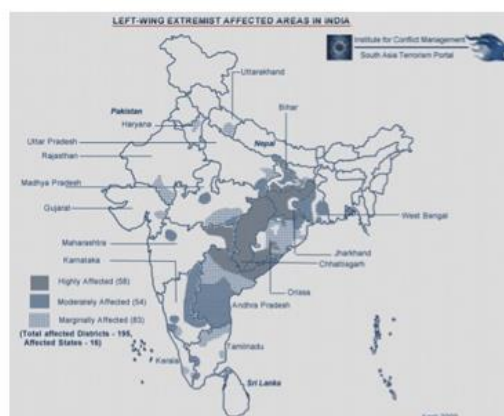 LEFT-WING EXTREMIST AFFECTED AREAS IN INDIA
Institute for Conflict Management
South Asia Terrorism Portal
Uttarakhand
Bihar
Pakistan
Haryana
Nepal
Uttar Pradesh
Rajasthan
Madhya Pradesh
Gujarat
West Bengal
Maharashtra
Jharkhand
Karnataka
Chhatisgarh
Orissa
Highly Affected (58)
Moderately Affected (54)
Andhra Pradesh
Marginally Affected (83)
(Total affected Districts - 195,
Affected States - 16)
Tamilnadu
Kerala
Sri Lanka